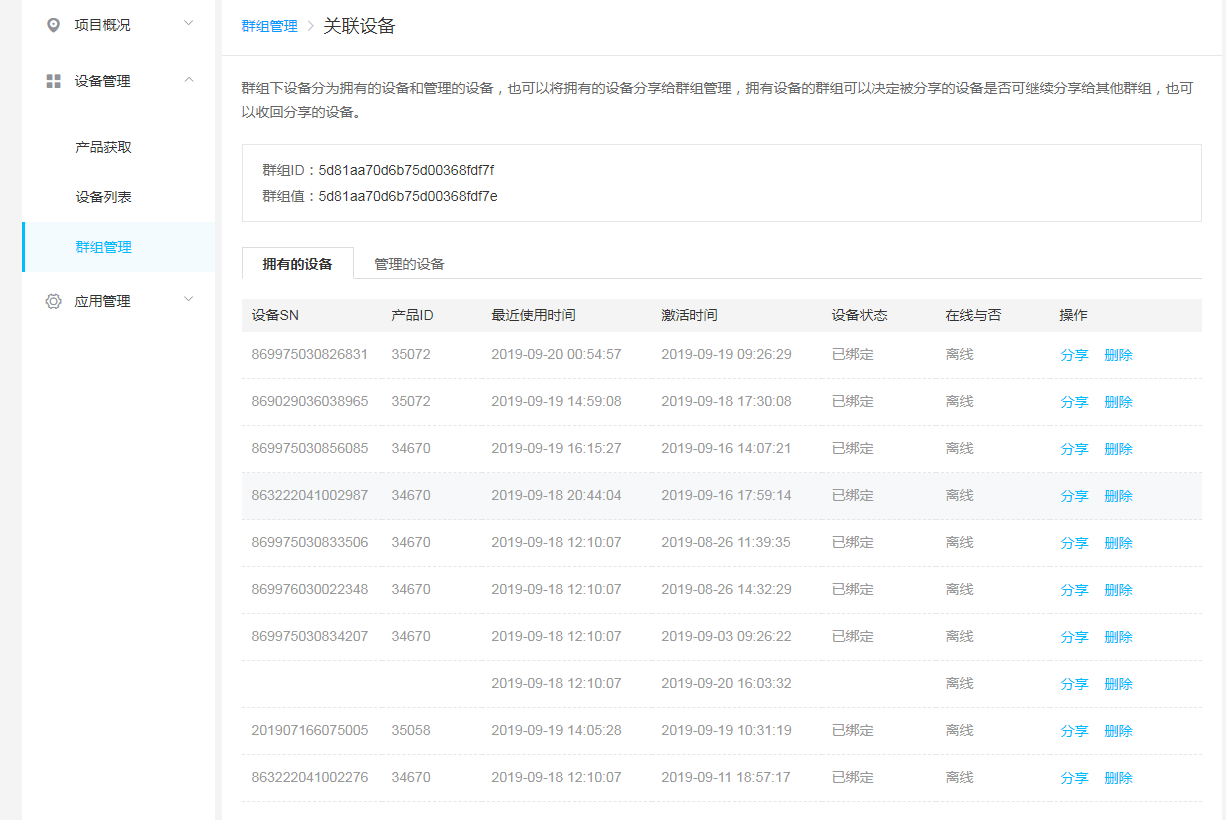 项目概况
设备管理
产品获取
设备列表
群组管理
应用管理
群组管理 > 关联设备
群组下设备分为拥有的设备和管理的设备，也可以将拥有的设备分享给群组管理，拥有设备的群组可以决定被分享的设备是否可继续分享给其他群组，也可
以收回分享的设备。
群组ID：5d81aa70d6b75d00368fdf7f
群组值：5d81aa70d6b75d00368fdf7e
拥有的设备 管理的设备
设备SN 产品ID 最近使用时间 激活时间 设备状态 在线与否 操作
869975030826831 35072 2019-09-20 00:54:57 2019-09-19 09:26:29 已绑定 离线 分享 删除
869029036038965 35072 2019-09-19 14:59:08 2019-09-18 17:30:08 已绑定 离线 分享 删除
869975030856085 34670 2019-09-19 16:15:27 2019-09-16 14:07:21 已绑定 离线 分享 删除
863222041002987 34670 2019-09-18 20:44:04 2019-09-16 17:59:14 已绑定 离线 分享 删除
869975030833506 34670 2019-09-18 12:10:07 2019-08-26 11:39:35 已绑定 离线 分享 删除
869976030022348 34670 2019-09-18 12:10:07 2019-08-26 14:32:29 已绑定 离线 分享 删除
869975030834207 34670 2019-09-18 12:10:07 2019-09-03 09:26:22 已绑定 离线 分享 删除
2019-09-18 12:10:07 2019-09-20 16:03:32 离线 分享 删除
201907166075005 35058 2019-09-19 14:05:28 2019-09-19 10:31:19 已绑定 离线 分享 删除
863222041002276 34670 2019-09-18 12:10:07 2019-09-11 18:57:17 已绑定 离线 分享 删除